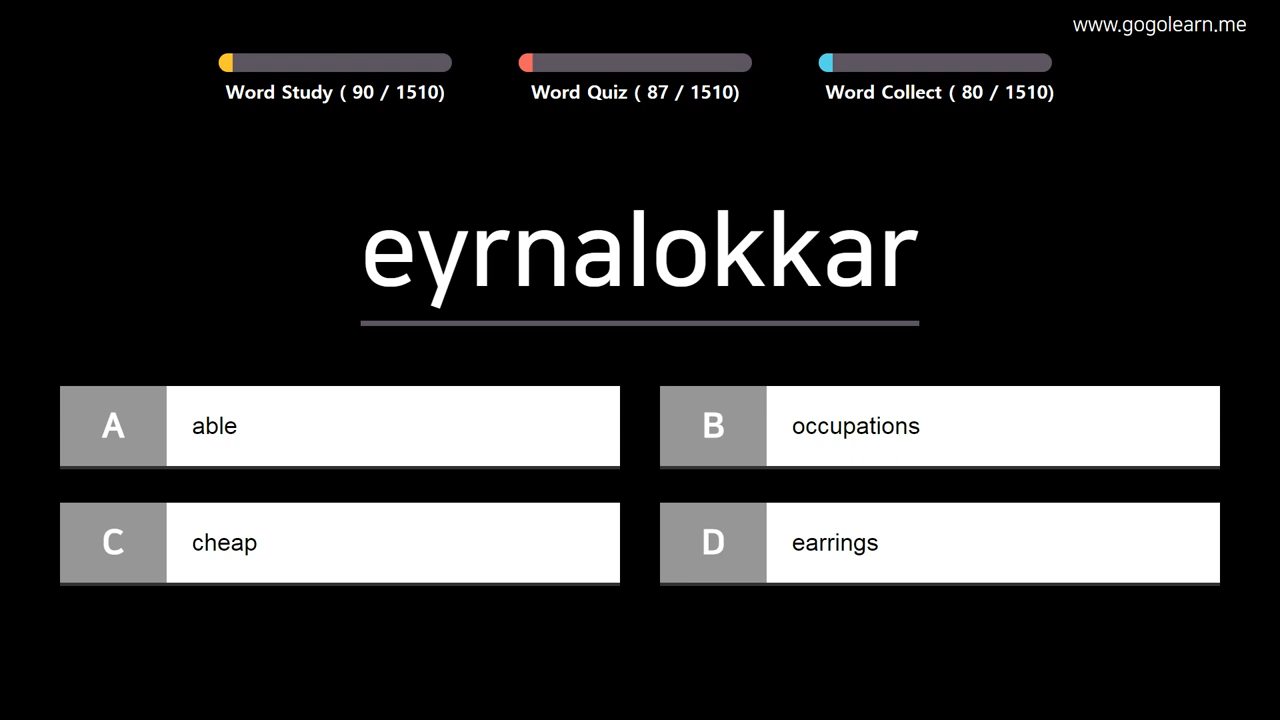 www.gogolearn.me
Word Study ( 90 / 1510) Word Quiz ( 87 / 1510) Word Collect ( 80 / 1510)
eyrnalokkar
A able
B occupations
C cheap
D earrings